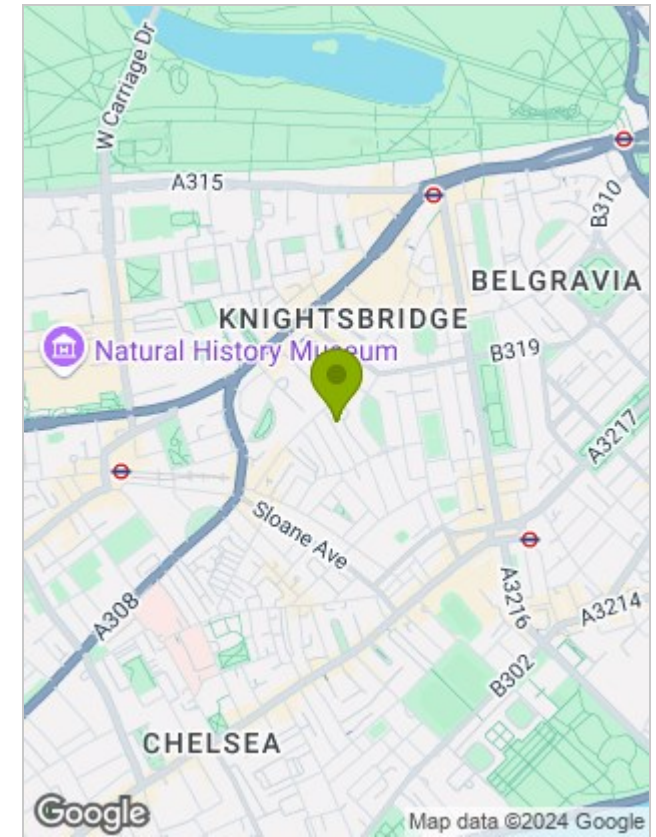 W Carriage Dr
A315
B310
BELGRAVIA
KNIGHTSBRIDGE
Natural History Museum
B319
A3217
Sloane Ave
A308
A3216
A3214
B302
CHELSEA
Google
Map data ©2024 Google